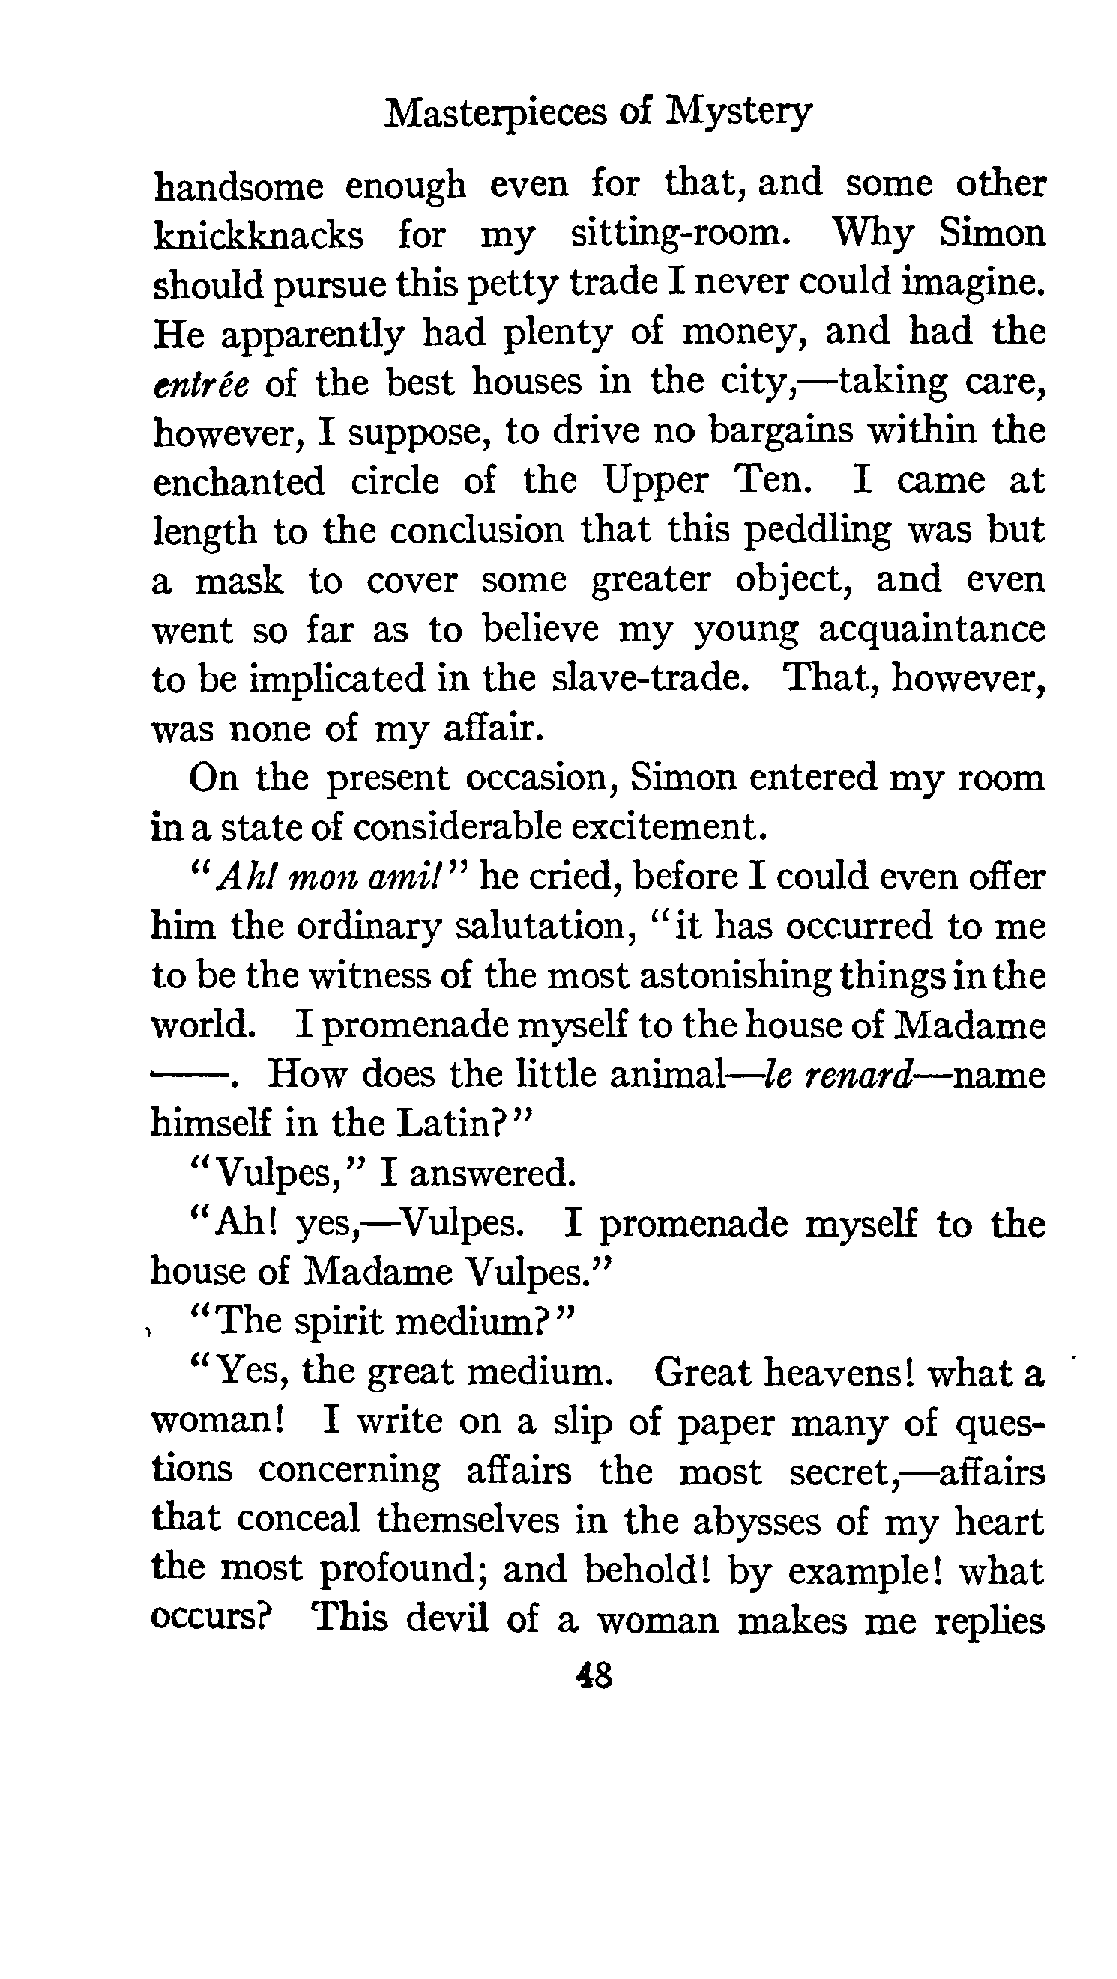 Masterpieces of Mystery
handsome enough even for that, and some other
knickknacks for my sitting-room. Why Simon
should pursue this petty trade I never could imagine.
He apparently had plenty of money, and had the
entrée of the best houses in the city,—taking care,
however, I suppose, to drive no bargains within the
enchanted circle of the Upper Ten. I came at
length to the conclusion that this peddling was but
a mask to cover some greater object, and even
went so far as to believe my young acquaintance
to be implicated in the slave-trade. That, however,
was none of my affair.
On the present occasion, Simon entered my room
in a state of considerable excitement.
"Ah! mon ami!" he cried, before I could even offer
him the ordinary salutation, "it has occurred to me
to be the witness of the most astonishing things in the
world. I promenade myself to the house of Madame
——. How does the little animal—le renard—name
himself in the Latin?"
"Vulpes," I answered.
"Ah! yes,—Vulpes. I promenade myself to the
house of Madame Vulpes."
"The spirit medium?"
"Yes, the great medium. Great heavens! what a
woman! I write on a slip of paper many of ques-
tions concerning affairs the most secret,—affairs
that conceal themselves in the abysses of my heart
the most profound; and behold! by example! what
occurs? This devil of a woman makes me replies
48